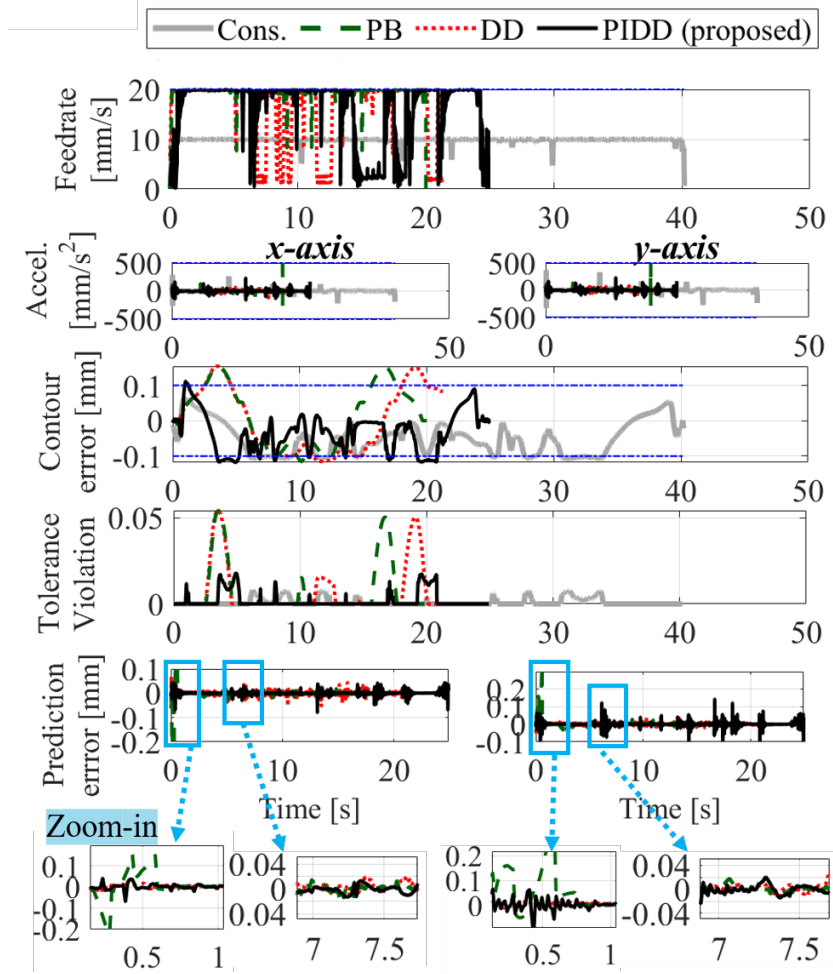 Cons. PB DD PIDD (proposed)
Feedrate
[mm/s]
20
10
0
0 10 20 30 40 50
Accel.
[mm/s²]
x-axis y-axis
500
0
-500
0 50
500
0
-500
0 50
Contour
errror [mm]
0.1
0
-0.1
0 10 20 30 40 50
Tolerance
Violation
0.05
0
0 10 20 30 40 50
Prediction
errror [mm]
0.1
0
-0.1
-0.2
0 10 20
Time [s]
0.2
0
-0.1
0 10 20
Time [s]
Zoom-in
0.1
0
-0.1
-0.2
0.5 1
0.04
0
0.04
7 7.5
0.2
0.1
0
0.5 1
0.04
0
-0.04
7 7.5